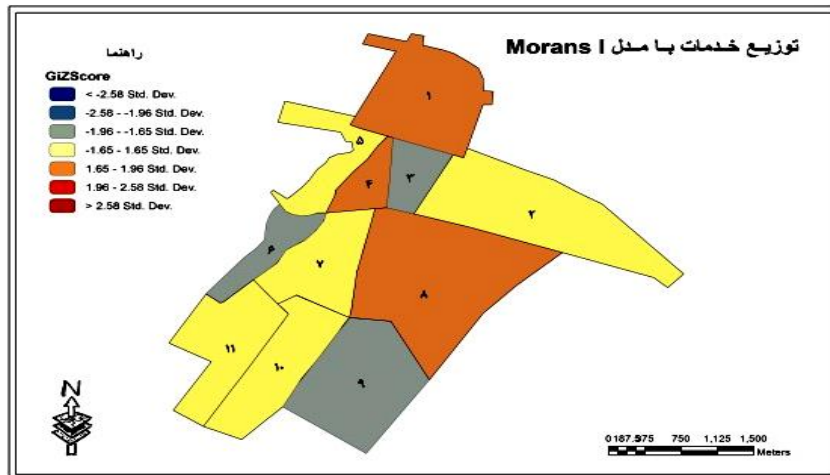 توزیع خدمات با مدل Morans I
راهنما
GiZScore
< -2.58 Std. Dev.
-2.58 - -1.96 Std. Dev.
-1.96 - -1.65 Std. Dev.
-1.65 - 1.65 Std. Dev.
1.65 - 1.96 Std. Dev.
1.96 - 2.58 Std. Dev.
> 2.58 Std. Dev.
۱
۵
۴
۳
۲
۶
۷
۸
۱۱
۱۰
۹
N
0 187.5 375 750 1,125 1,500
Meters